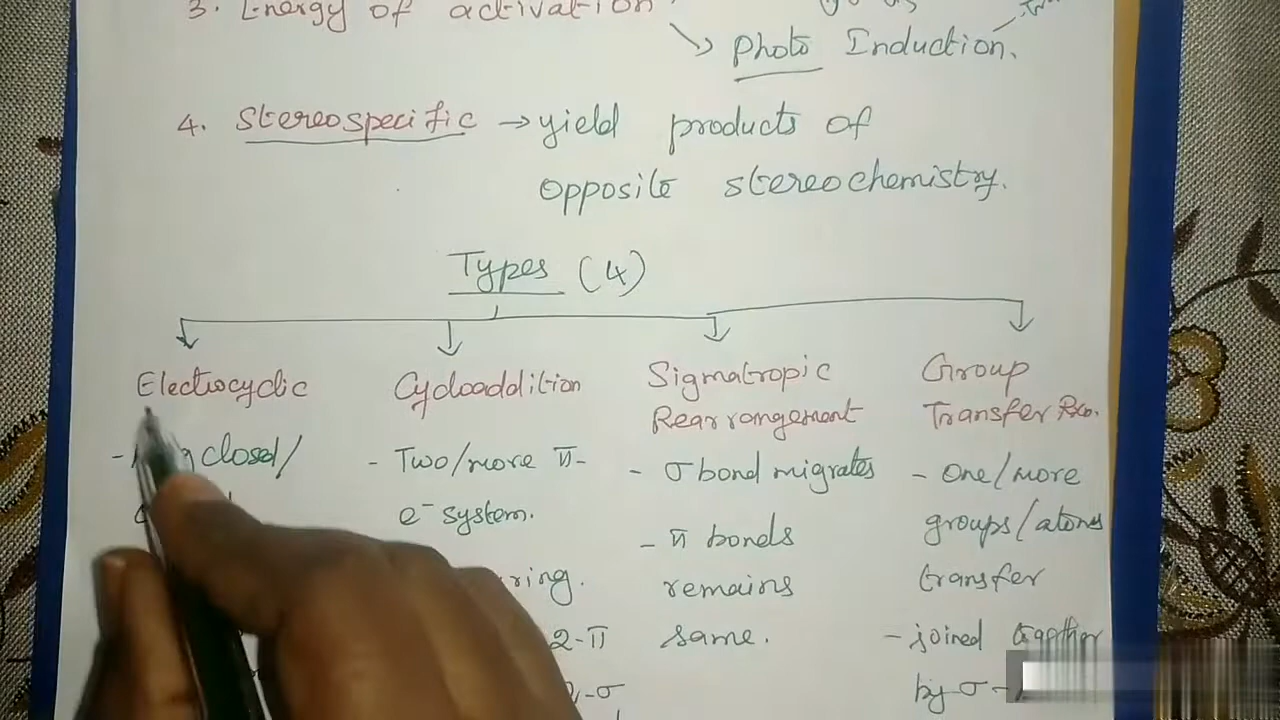 3. Energy of activation
Photo Induction.
4. Stereospecific → yield products of
opposite stereochemistry.
Types (4)
Electrocyclic
closed/
Cycloaddition
- Two/more π-
e⁻ system.
ring.
2-π
-σ
Sigmatropic
Rearrangement
- σ bond migrates
- π bonds
remains
same.
Group
Transfer Rxn.
- one/more
groups/atoms
transfer
- joined together
by σ-